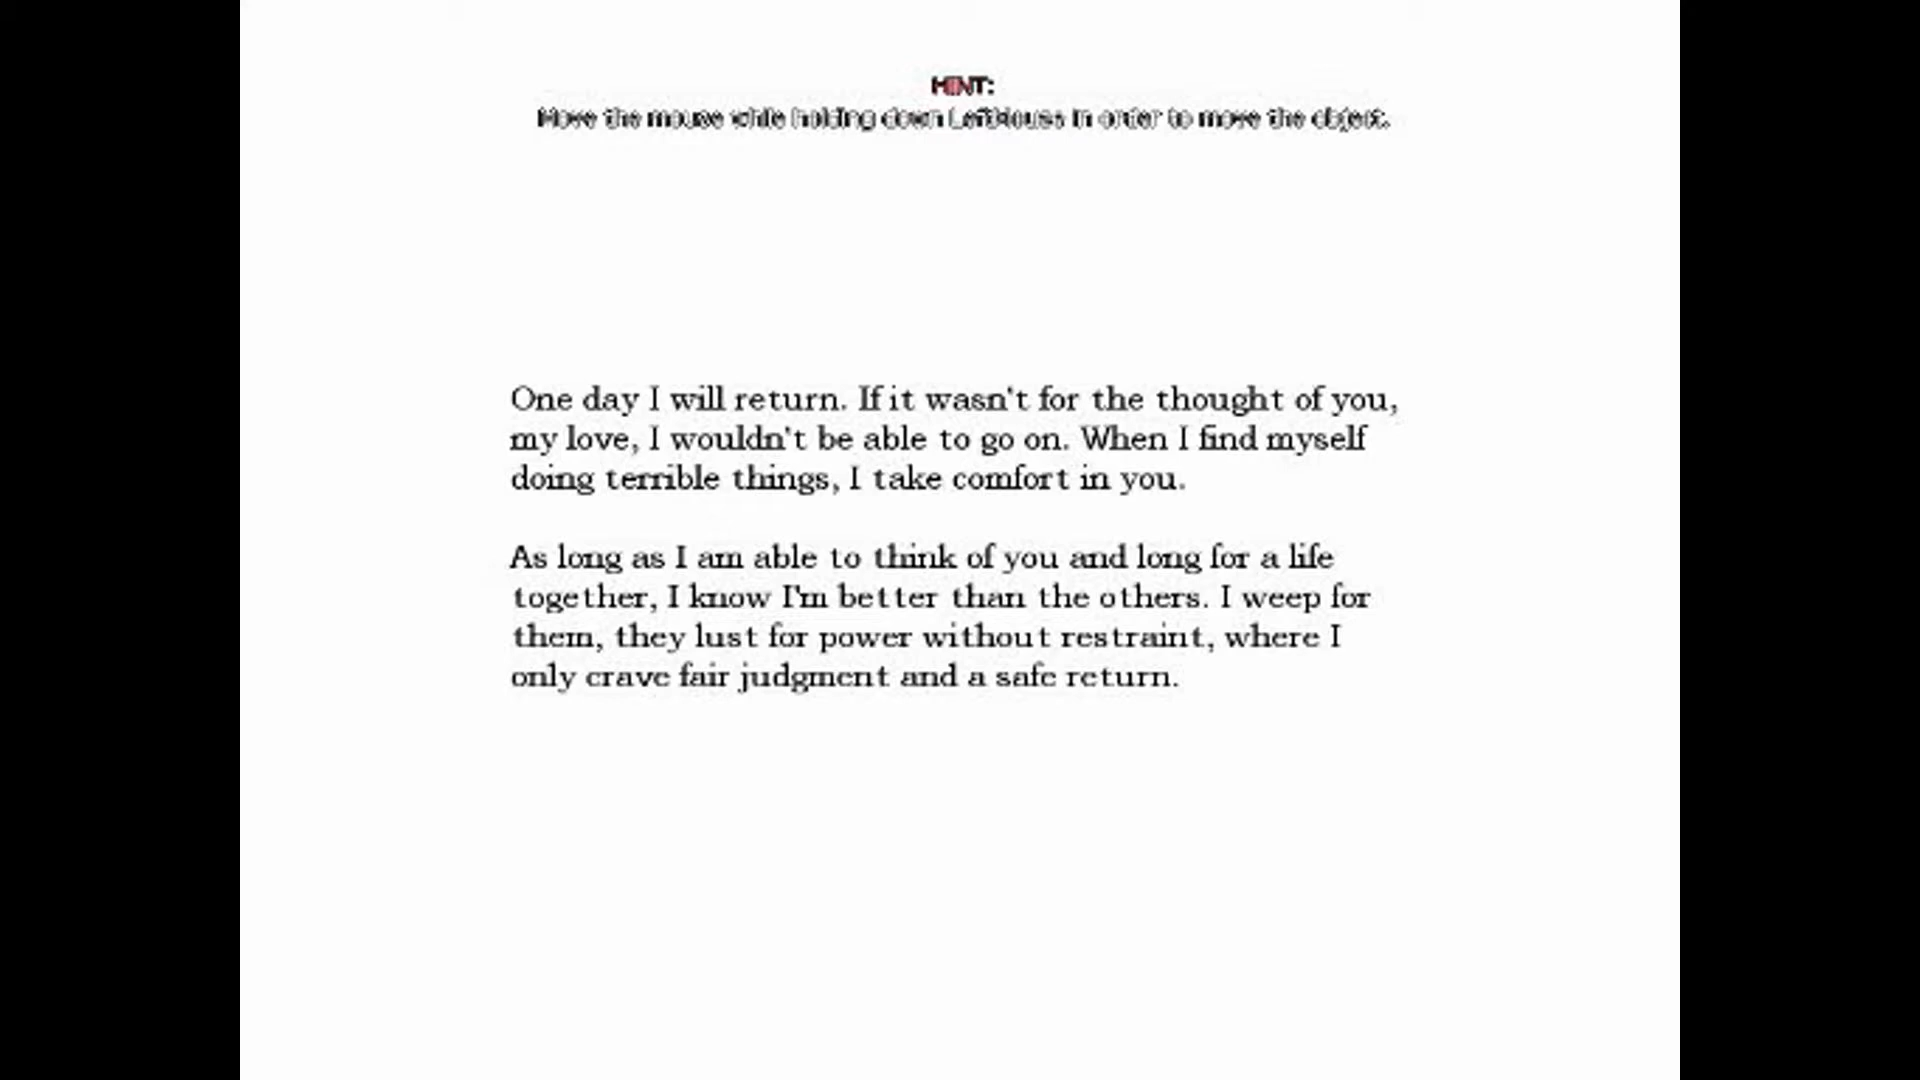 HINT:
Move the mouse while holding down LeftMouse in order to move the object.
One day I will return. If it wasn't for the thought of you,
my love, I wouldn't be able to go on. When I find myself
doing terrible things, I take comfort in you.
As long as I am able to think of you and long for a life
together, I know I'm better than the others. I weep for
them, they lust for power without restraint, where I
only crave fair judgment and a safe return.